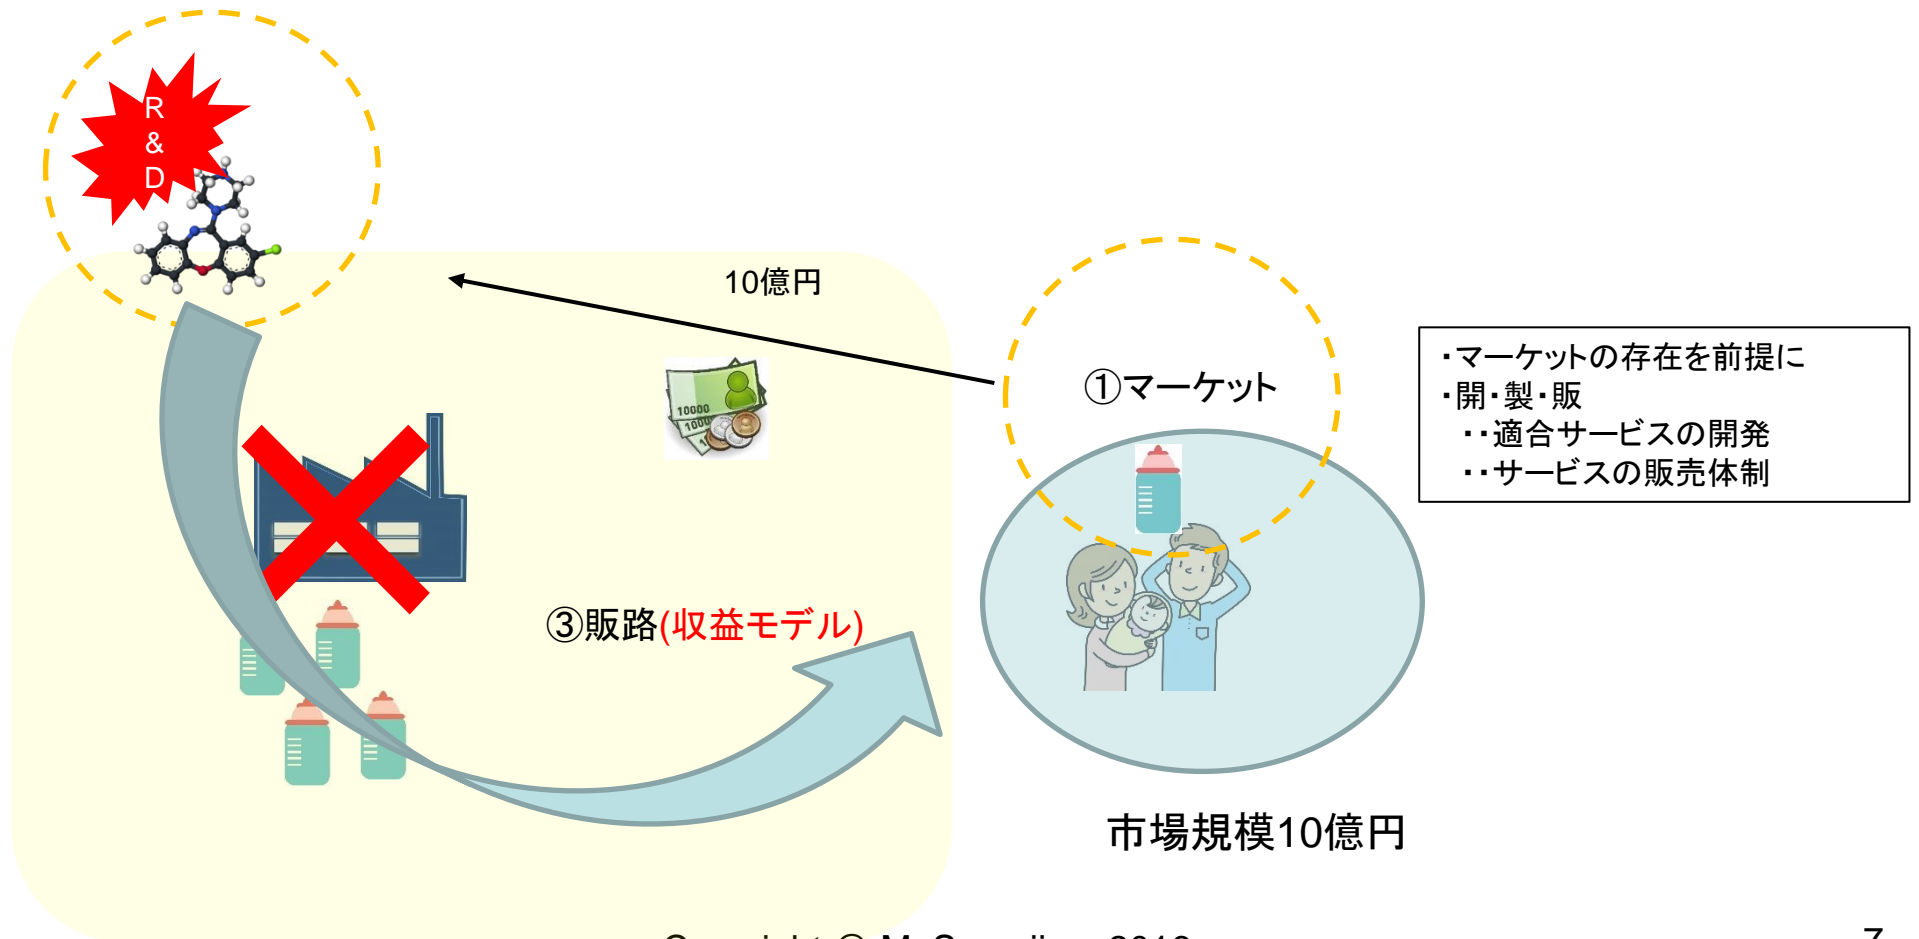 R
&
D
10億円
10000
①マーケット
・マーケットの存在を前提に
・開・製・販
・・適合サービスの開発
・・サービスの販売体制
③販路(収益モデル)
市場規模10億円
7